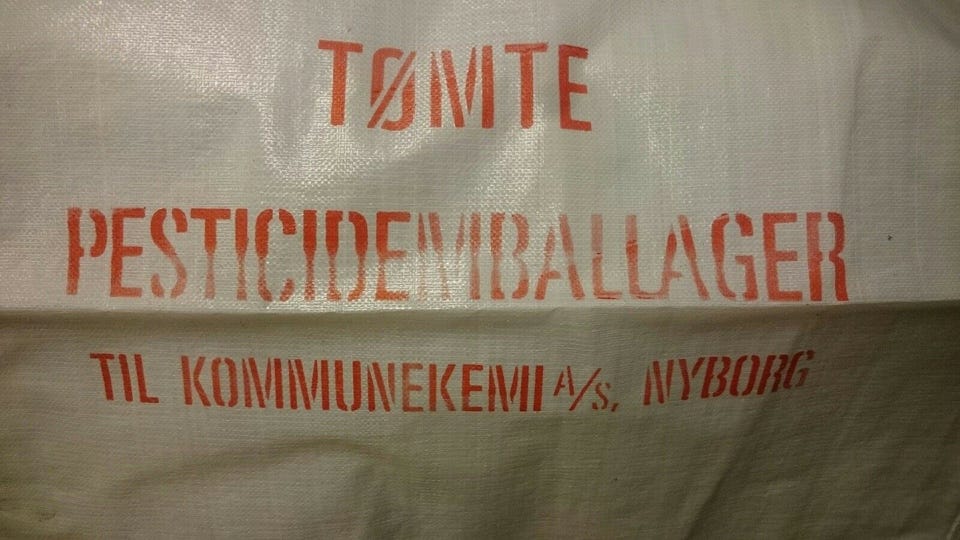 TØMTE
PESTICIDEMBALLAGER
TIL KOMMUNEKEMI A/S, NYBORG